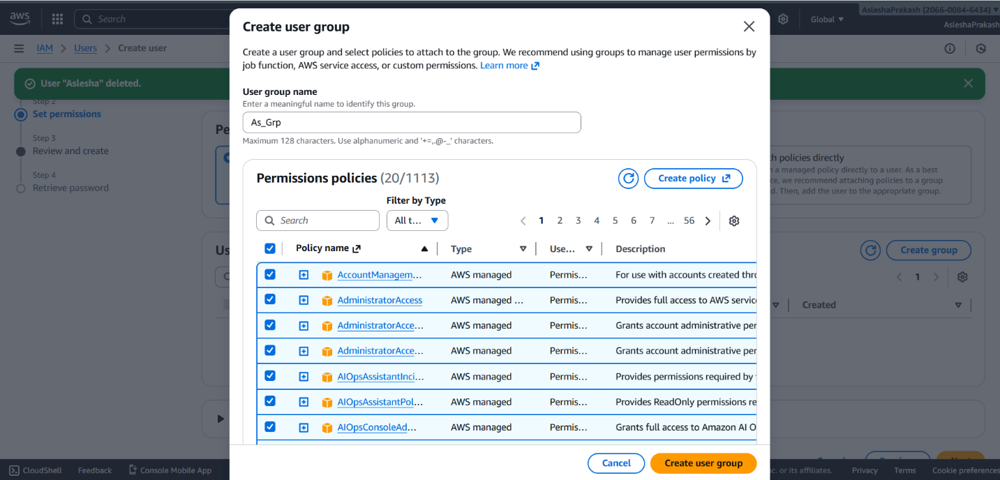 aws
Search
Global
AsleshaPrakash (2066-0084-6434)
AsleshaPrakash
IAM
Users
Create user
User "Aslesha" deleted.
Step 2
Set permissions
Step 3
Review and create
Step 4
Retrieve password
Create user group
Create a user group and select policies to attach to the group. We recommend using groups to manage user permissions by
job function, AWS service access, or custom permissions. Learn more
User group name
Enter a meaningful name to identify this group.
As_Grp
Maximum 128 characters. Use alphanumeric and '+=,.@-_' characters.
Permissions policies (20/1113)
Create policy
Filter by Type
Search
All t...
1 2 3 4 5 6 7 ... 56
Policy name Type Use... Description
AccountManagem... AWS managed Permis... For use with accounts created thr
AdministratorAccess AWS managed ... Permis... Provides full access to AWS service
AdministratorAcce... AWS managed Permis... Grants account administrative per
AdministratorAcce... AWS managed Permis... Grants account administrative per
AIOpsAssistantInci... AWS managed Permis... Provides permissions required by
AIOpsAssistantPol... AWS managed Permis... Provides ReadOnly permissions re
AIOpsConsoleAd... AWS managed Permis... Grants full access to Amazon AI O
Cancel
Create user group
Pe
h policies directly
a managed policy directly to a user. As a best
ce, we recommend attaching policies to a group
d. Then, add the user to the appropriate group.
Us
Create group
1
Created
CloudShell
Feedback
Console Mobile App
c. or its affiliates.
Privacy
Terms
Cookie preferences